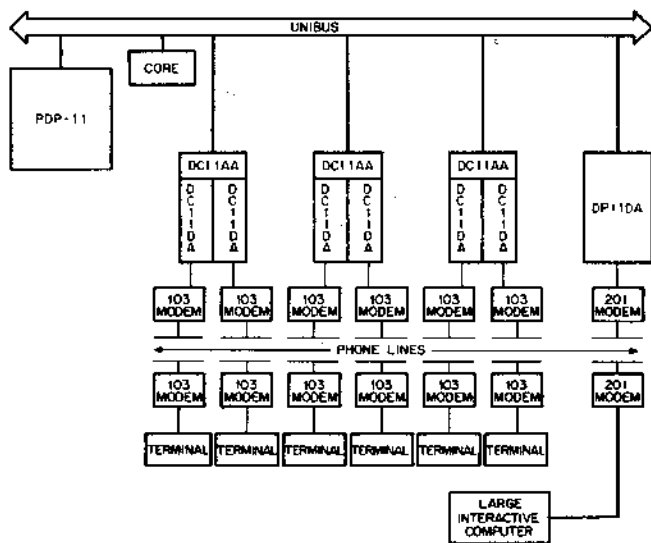 UNIBUS
CORE
PDP-11
DC11AA DC11AA DC11AA
DC11DA DC11DA DC11DA DC11DA DC11DA DC11DA
DP11DA
103 MODEM 103 MODEM 103 MODEM 103 MODEM 103 MODEM 103 MODEM 201 MODEM
PHONE LINES
103 MODEM 103 MODEM 103 MODEM 103 MODEM 103 MODEM 103 MODEM 201 MODEM
TERMINAL TERMINAL TERMINAL TERMINAL TERMINAL TERMINAL
LARGE
INTERACTIVE
COMPUTER